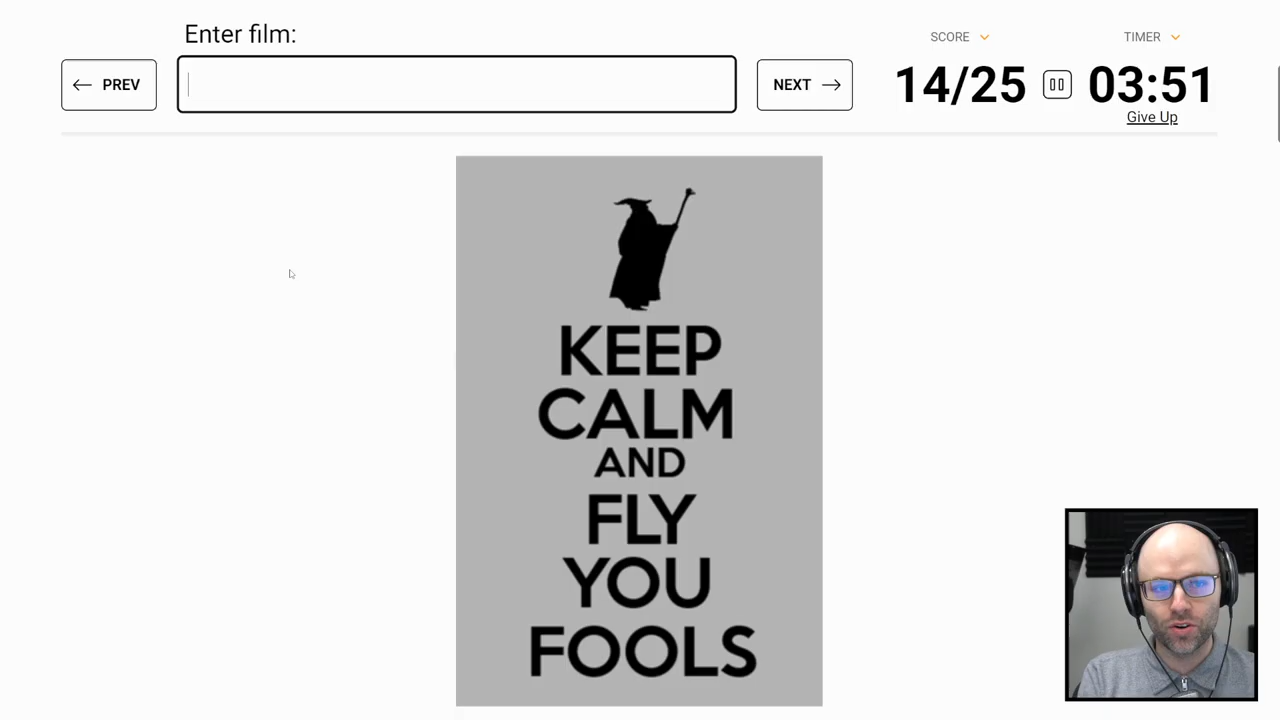 Enter film:
PREV
NEXT
SCORE
14/25
TIMER
03:51
Give Up
KEEP
CALM
AND
FLY
YOU
FOOLS